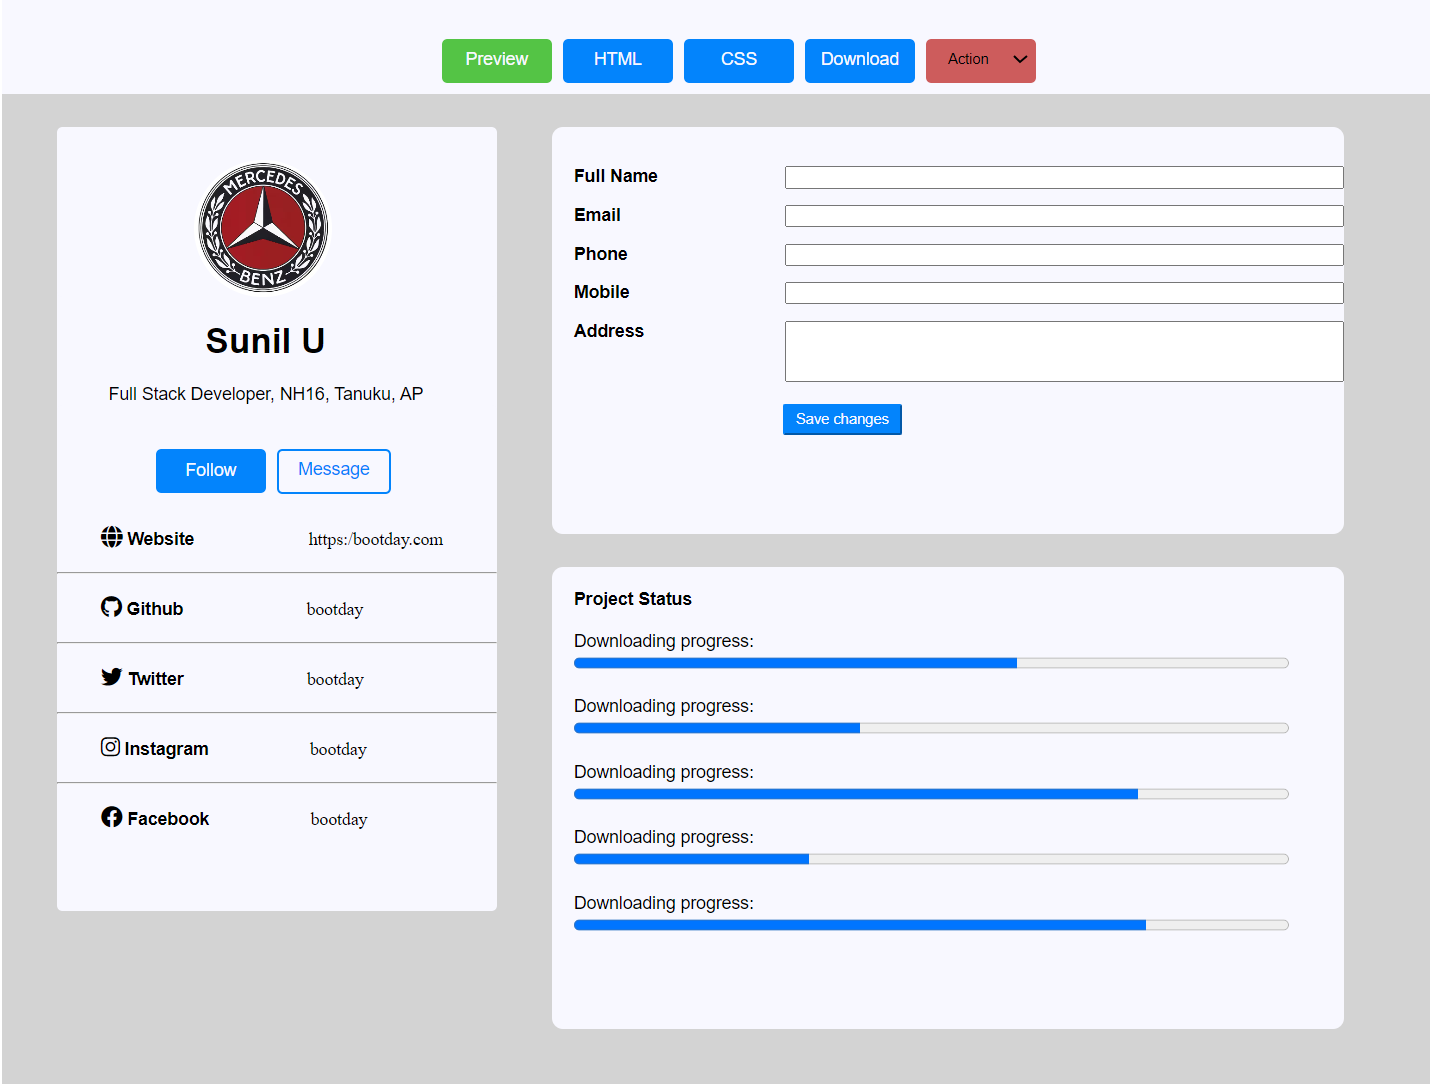 Preview HTML CSS Download Action
MERCEDES
BENZ
Sunil U
Full Stack Developer, NH16, Tanuku, AP
Follow Message
Website https:/bootday.com
Github bootday
Twitter bootday
Instagram bootday
Facebook bootday
Full Name
Email
Phone
Mobile
Address
Save changes
Project Status
Downloading progress:
Downloading progress:
Downloading progress:
Downloading progress:
Downloading progress: